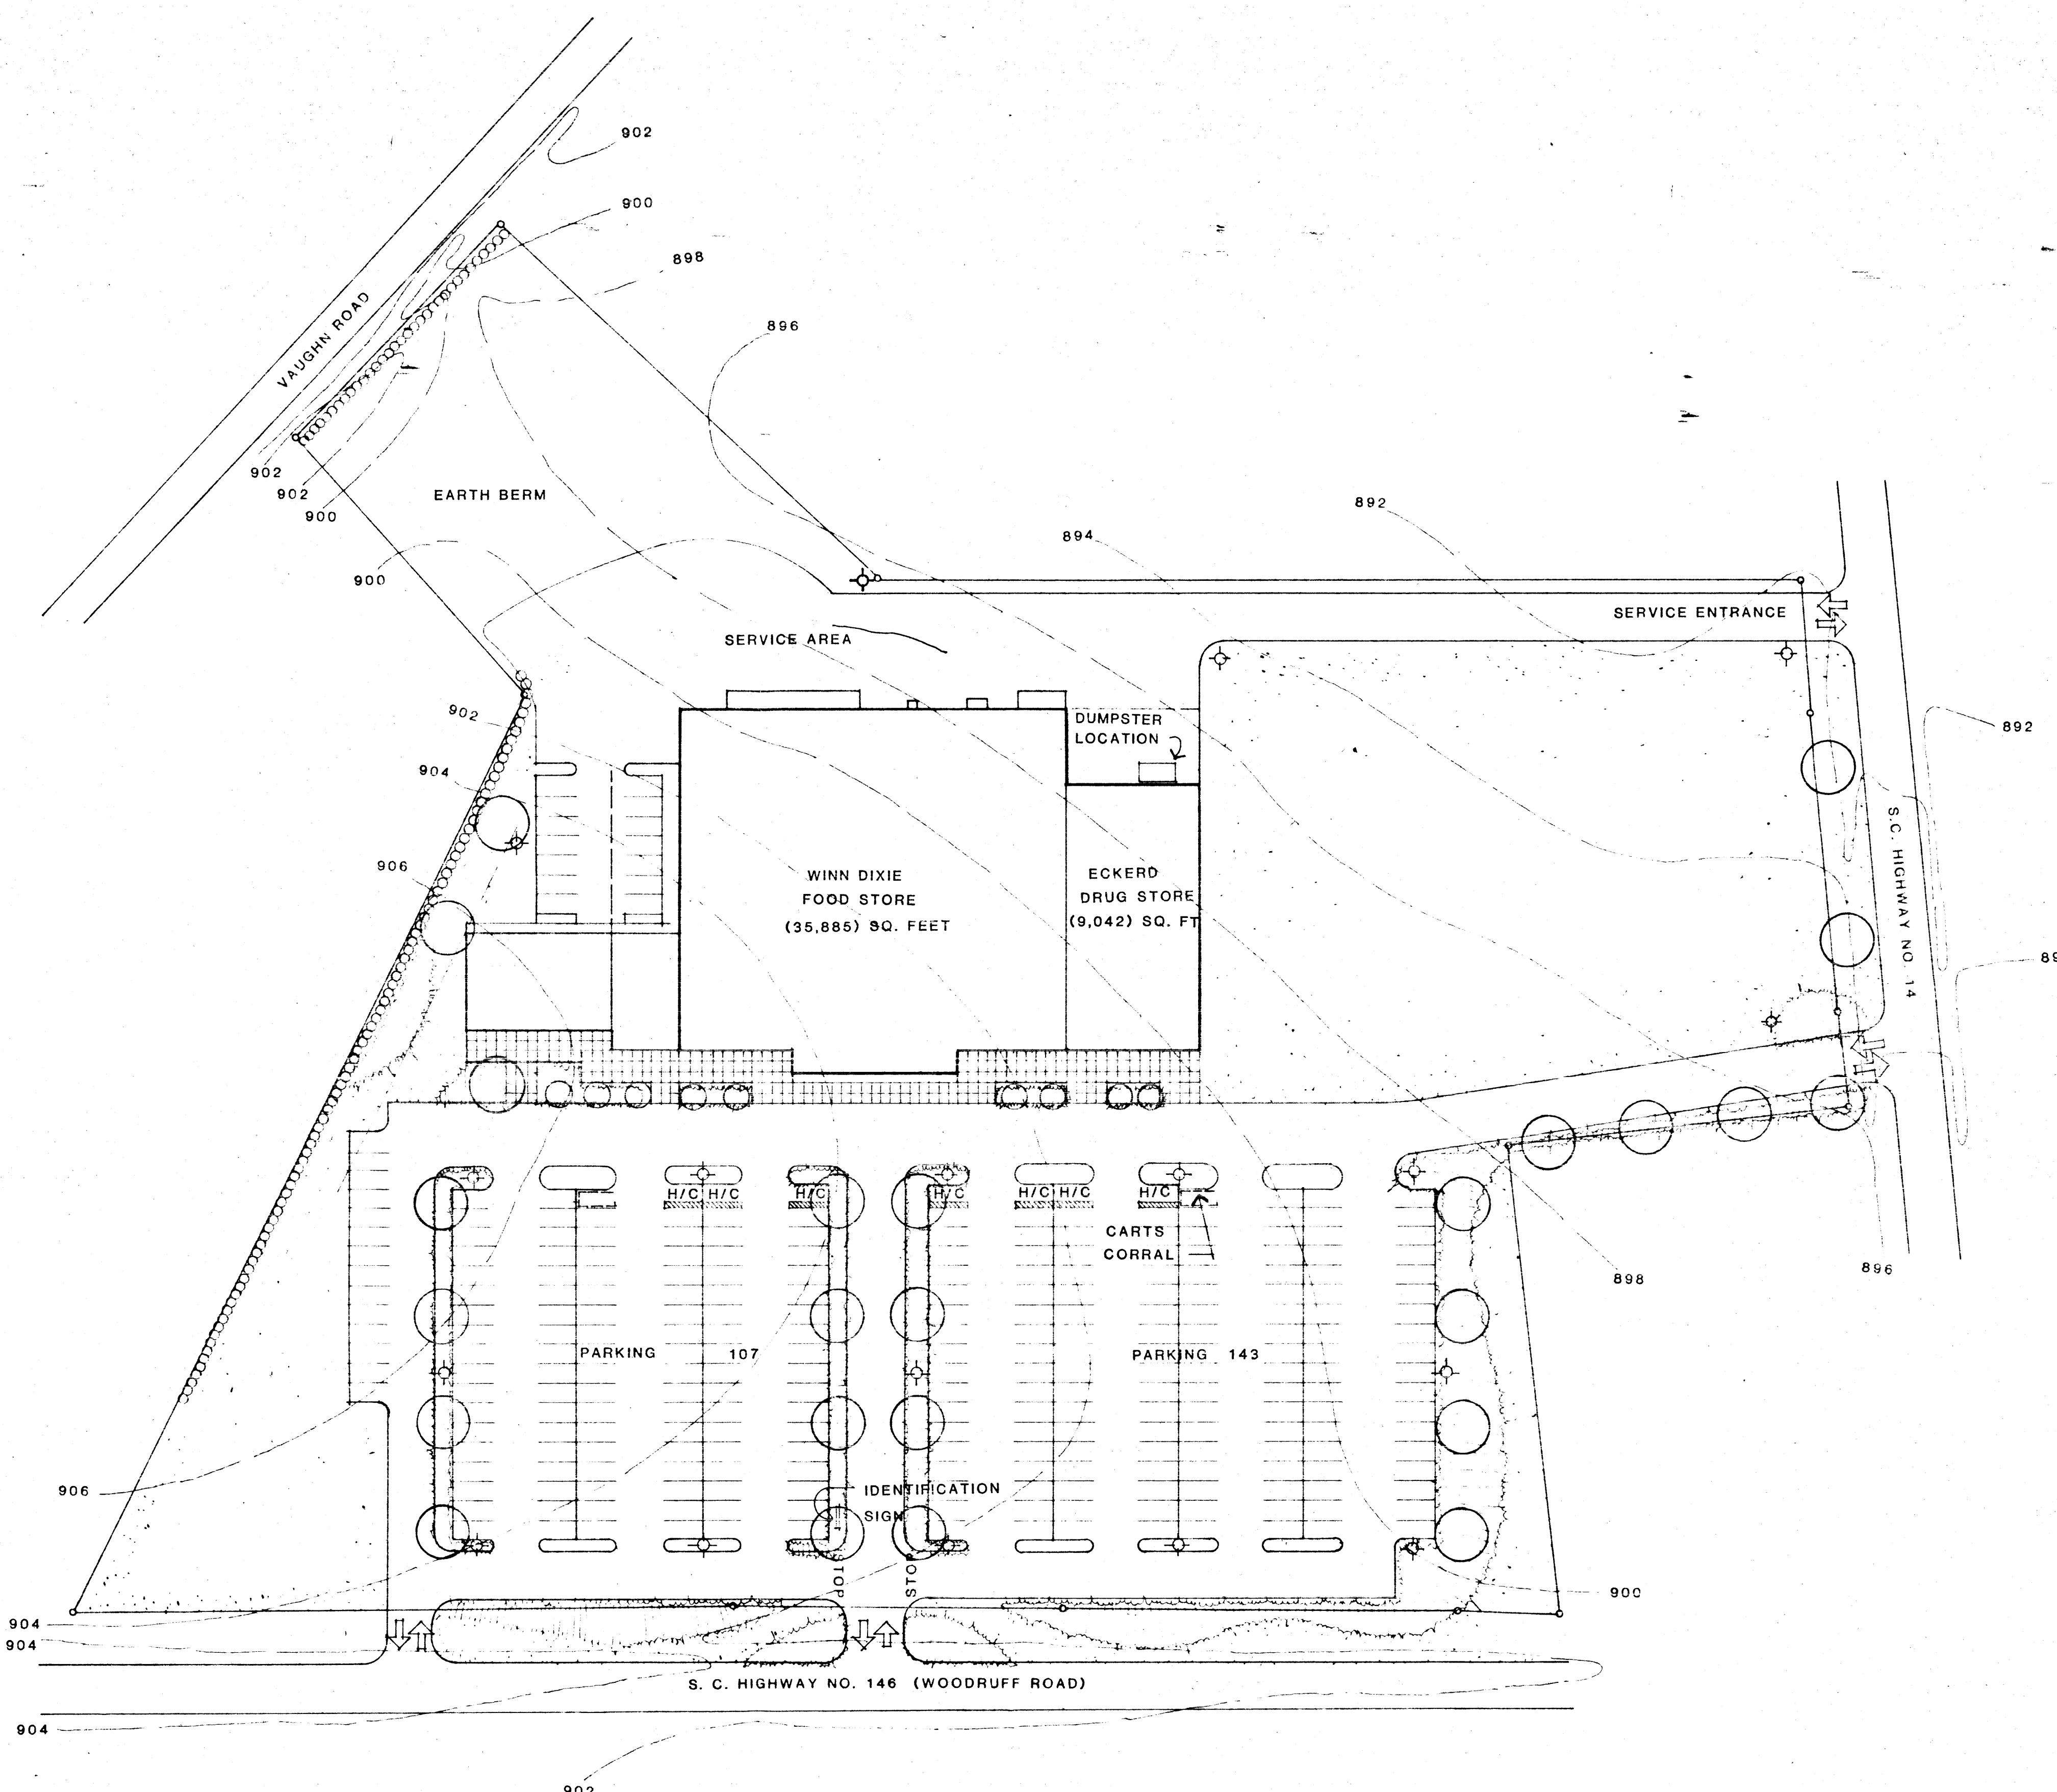 902
900
898
VAUGHN ROAD
896
902
902
900
EARTH BERM
892
894
900
SERVICE ENTRANCE
SERVICE AREA
902
DUMPSTER
LOCATION
892
904
906
WINN DIXIE
FOOD STORE
(35,885) SQ. FEET
ECKERD
DRUG STORE
(9,042) SQ. FT
S.C. HIGHWAY NO. 14
H/C H/C
H/C
H/C
H/C H/C
H/C
CARTS
CORRAL
898
896
PARKING 107
PARKING 143
906
IDENTIFICATION
SIGN
STOP
900
904
904
S. C. HIGHWAY NO. 146 (WOODRUFF ROAD)
904
902